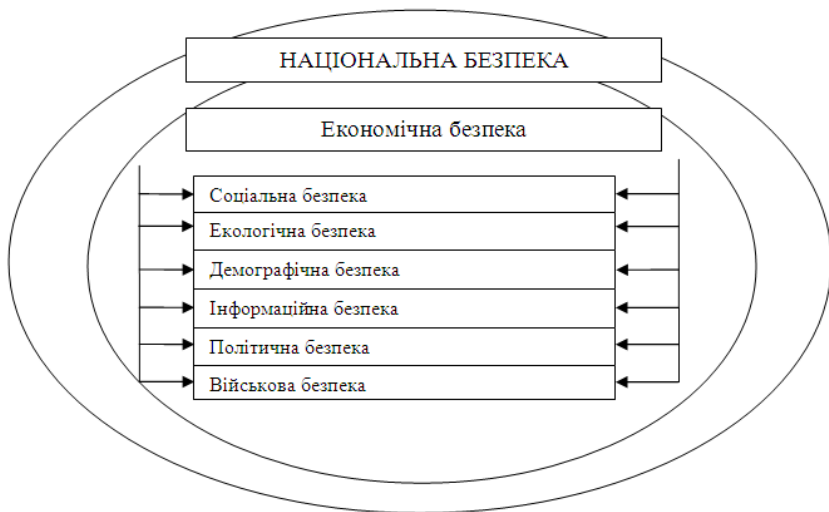 НАЦІОНАЛЬНА БЕЗПЕКА
Економічна безпека
Соціальна безпека
Екологічна безпека
Демографічна безпека
Інформаційна безпека
Політична безпека
Військова безпека